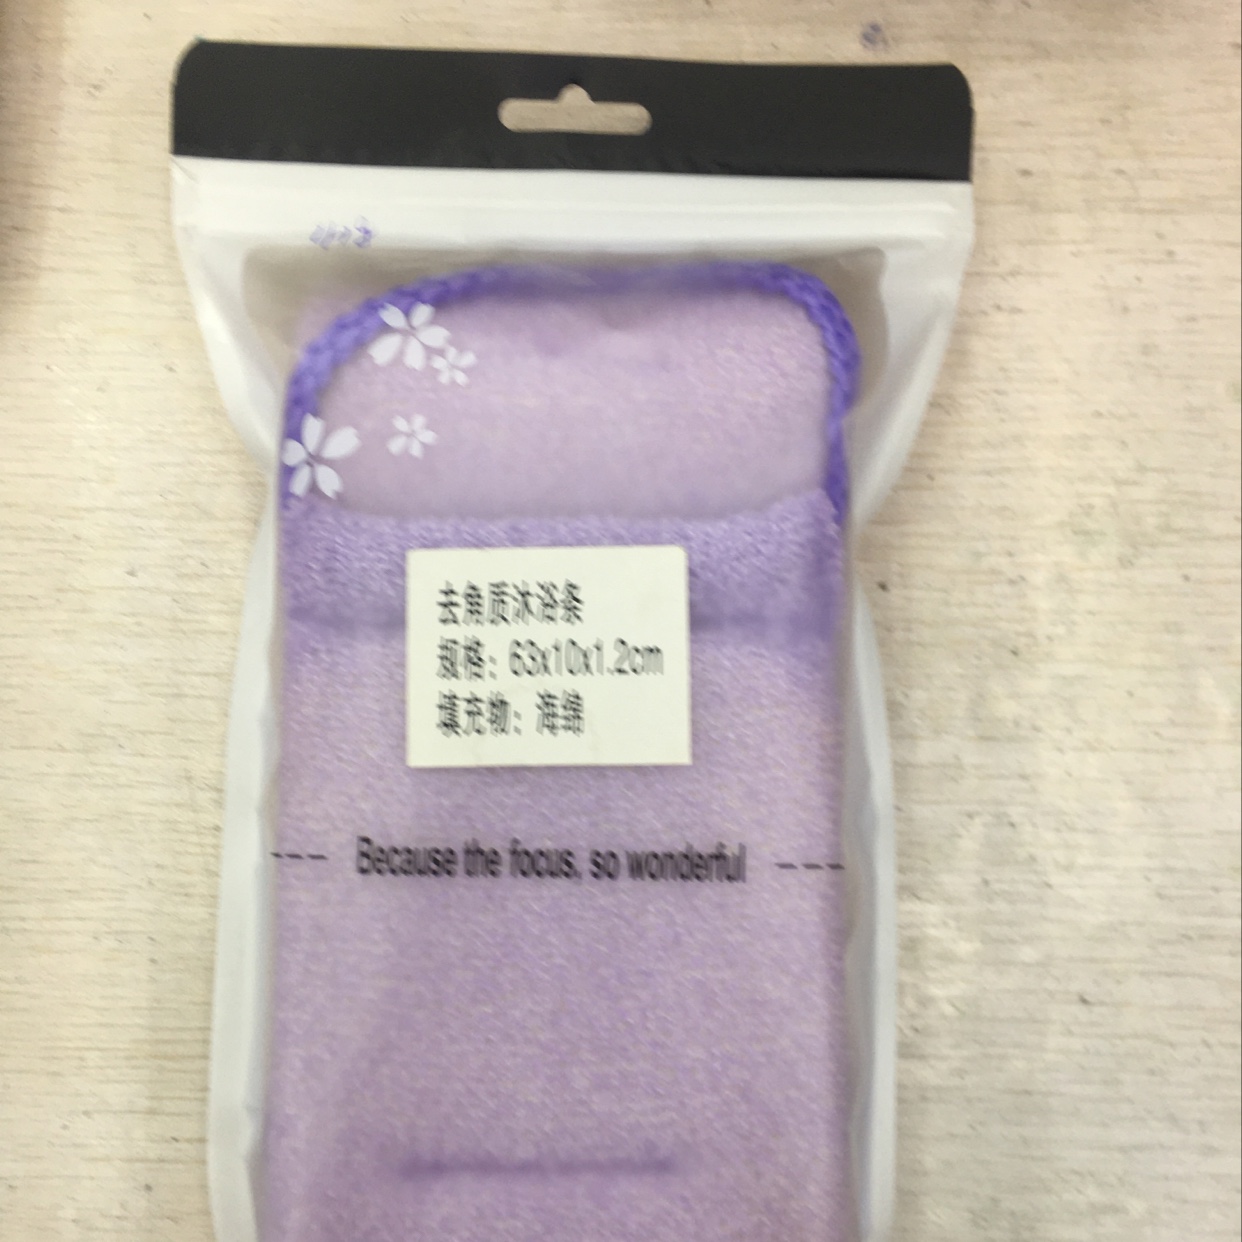 去角质沐浴条
规格：63x10x1.2cm
填充物：海绵
--- Because the focus, so wonderful ---